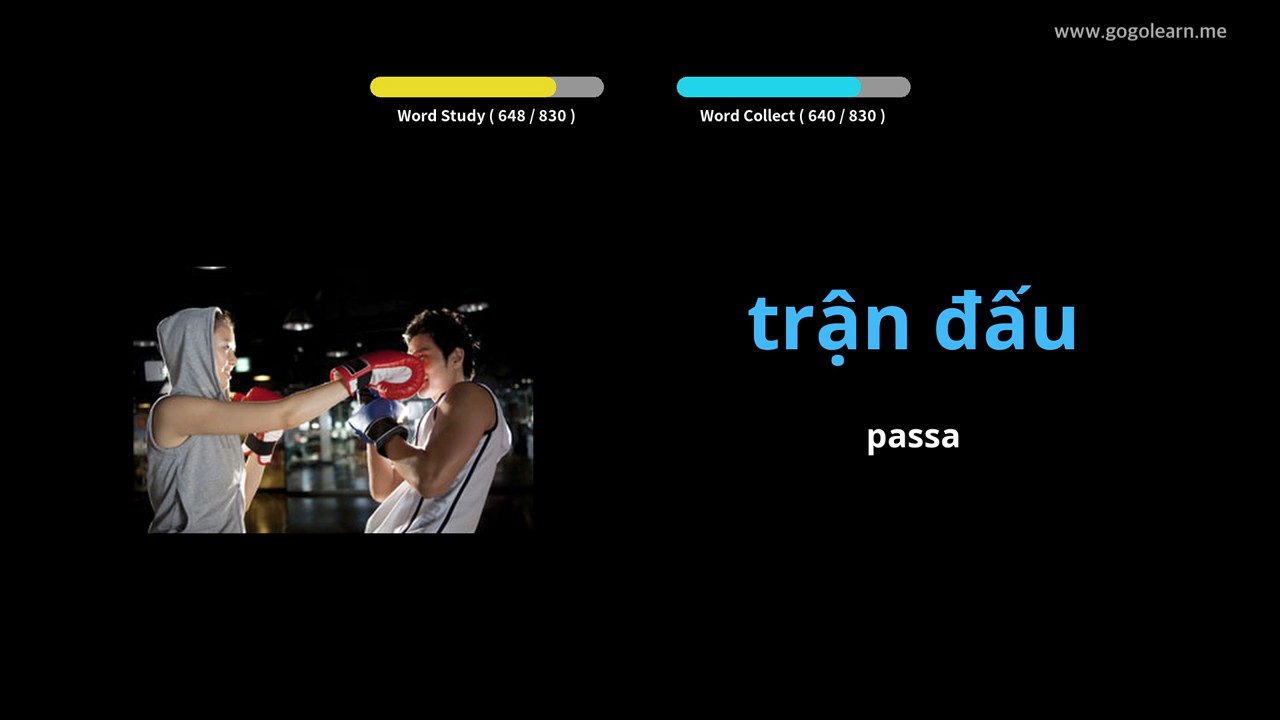 www.gogolearn.me
Word Study ( 648 / 830 )
Word Collect ( 640 / 830 )
trận đấu
passa